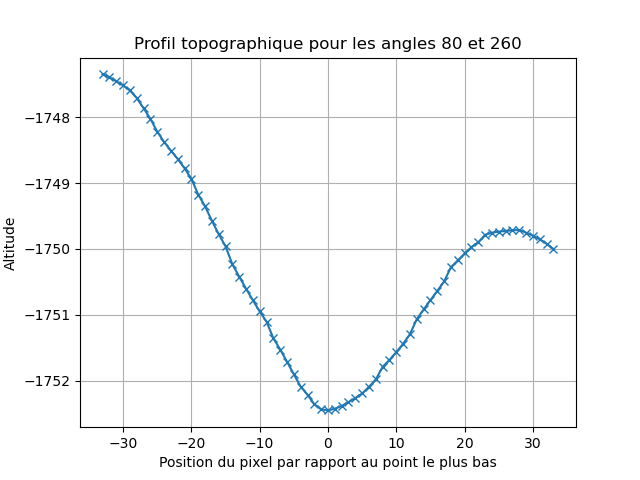 Profil topographique pour les angles 80 et 260
Altitude
−1748
−1749
−1750
−1751
−1752
−30 −20 −10 0 10 20 30
Position du pixel par rapport au point le plus bas